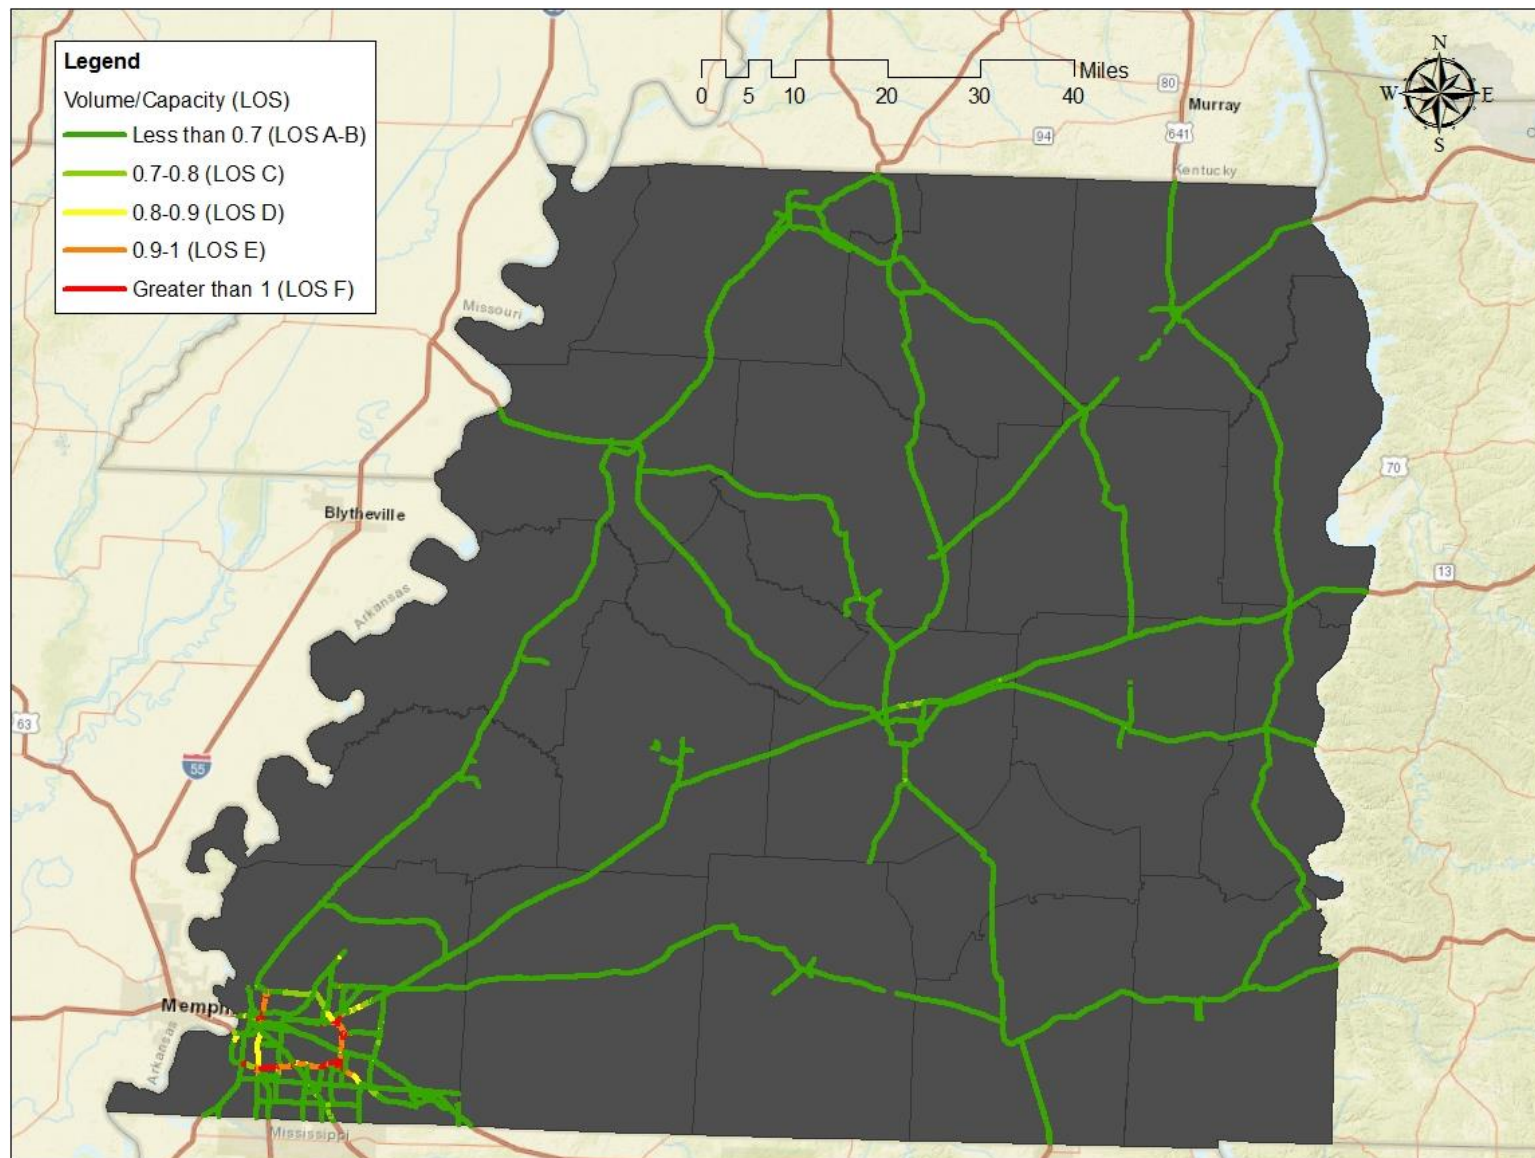 Legend
Volume/Capacity (LOS)
Less than 0.7 (LOS A-B)
0.7-0.8 (LOS C)
0.8-0.9 (LOS D)
0.9-1 (LOS E)
Greater than 1 (LOS F)
Miles
0 5 10 20 30 40
N
W E
S
80
Murray
94
641
Kentucky
Missouri
70
Blytheville
13
Arkansas
63
55
Memph
Arkansas
Mississippi